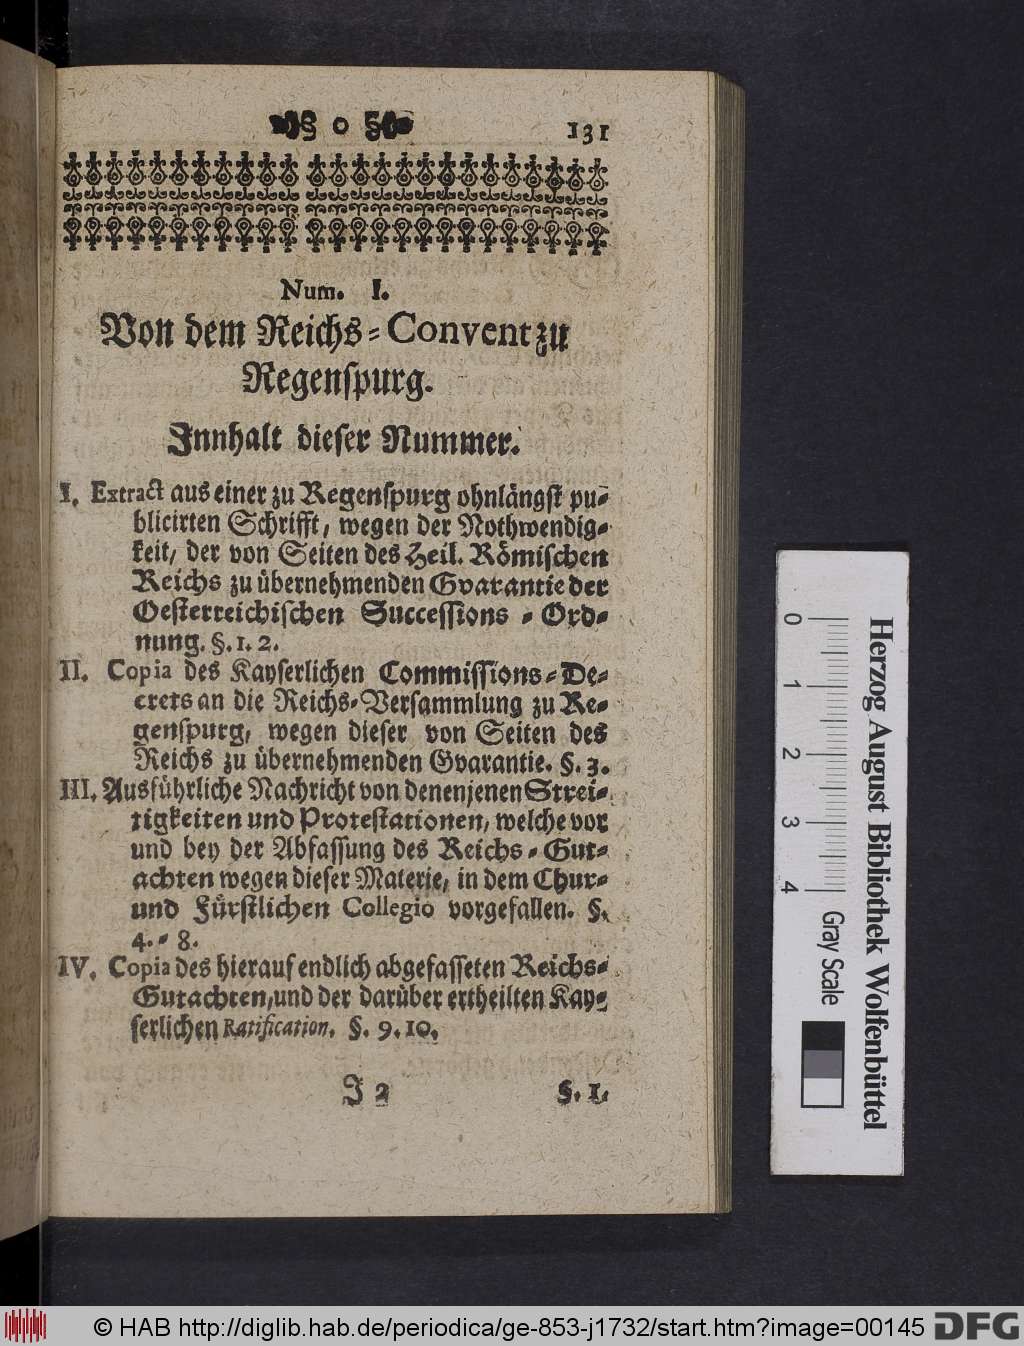 § o §
131
Num. I.
Von dem Reichs-Convent zu
Regenspurg.
Innhalt dieser Nummer.
I. Extract aus einer zu Regenspurg ohnlängst pu-
blicirten Schrifft, wegen der Nothwendig-
keit, der von Seiten des Heil. Römischen
Reichs zu übernehmenden Gvarantie der
Oesterreichischen Successions-Ord-
nung. §. 1. 2.
II. Copia des Kayserlichen Commissions-De-
crets an die Reichs-Versammlung zu Re-
genspurg, wegen dieser von Seiten des
Reichs zu übernehmenden Gvarantie. §. 3.
III. Ausführliche Nachricht von denenjenen Strei-
tigkeiten und Protestationen, welche vor
und bey der Abfassung des Reichs-Gut-
achten wegen dieser Materie, in dem Chur-
und Fürstlichen Collegio vorgefallen. §.
4.-8.
IV. Copia des hierauf endlich abgefasseten Reichs-
Gutachten, und der darüber ertheilten Kay-
serlichen Ratification. §. 9. 10.
I 2
§. 1.
0 1 2 3 4
Gray Scale
Herzog August Bibliothek Wolfenbüttel
© HAB http://diglib.hab.de/periodica/ge-853-j1732/start.htm?image=00145
DFG